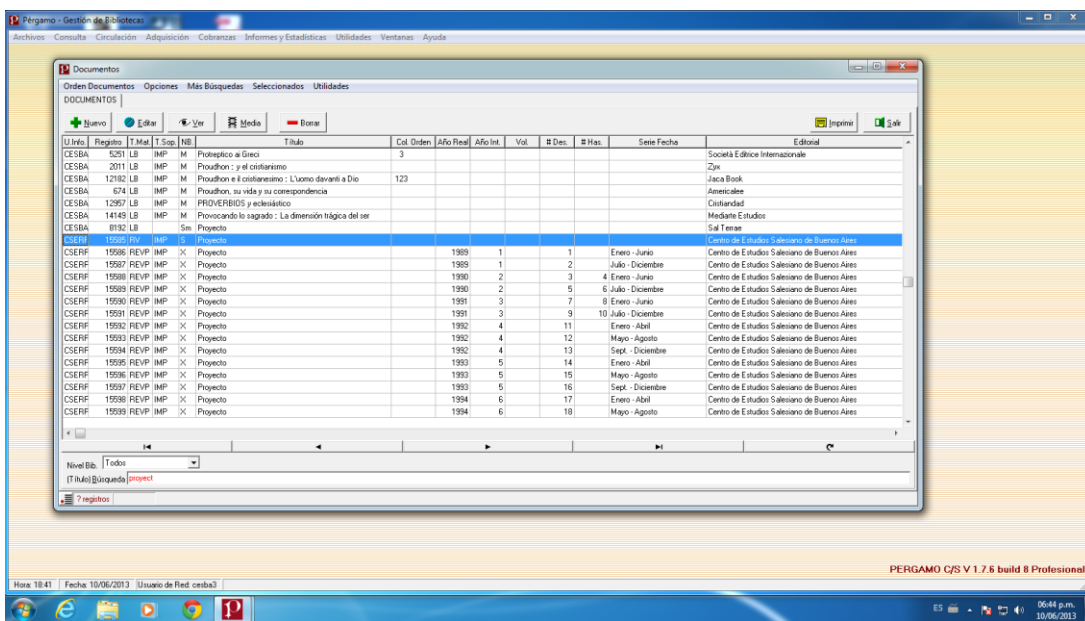 Pérgamo - Gestión de Bibliotecas
Archivos Consulta Circulación Adquisición Cobranzas Informes y Estadísticas Utilidades Ventanas Ayuda
Documentos
Orden Documentos Opciones Más Búsquedas Seleccionados Utilidades
DOCUMENTOS
Nuevo Editar Ver Media Borrar Imprimir Salir
U.Info. Registro T.Mat. T.Sop. NB. Título Col. Orden Año Real Año Int. Vol. # Des. # Has. Serie Fecha Editorial
CESBA 5251 LB IMP M Protreptico ai Greci 3 Società Editrice Internazionale
CESBA 2011 LB IMP M Proudhon : y el cristianismo Zyx
CESBA 12182 LB IMP M Proudhon e il cristianesimo : L'uomo davanti a Dio 123 Jaca Book
CESBA 674 LB IMP M Proudhon, su vida y su correspondencia Americalee
CESBA 12957 LB IMP M PROVERBIOS y eclesiástico Cristiandad
CESBA 14149 LB IMP M Provocando lo sagrado : La dimensión trágica del ser Mediarte Estudios
CESBA 8192 LB Sm Proyecto Sal Terrae
CSERF 15585 RV IMP S Proyecto Centro de Estudios Salesiano de Buenos Aires
CSERF 15586 REVP IMP X Proyecto 1989 1 1 Enero - Junio Centro de Estudios Salesiano de Buenos Aires
CSERF 15587 REVP IMP X Proyecto 1989 1 2 Julio - Diciembre Centro de Estudios Salesiano de Buenos Aires
CSERF 15588 REVP IMP X Proyecto 1990 2 3 4 Enero - Junio Centro de Estudios Salesiano de Buenos Aires
CSERF 15589 REVP IMP X Proyecto 1990 2 5 6 Julio - Diciembre Centro de Estudios Salesiano de Buenos Aires
CSERF 15590 REVP IMP X Proyecto 1991 3 7 8 Enero - Junio Centro de Estudios Salesiano de Buenos Aires
CSERF 15591 REVP IMP X Proyecto 1991 3 9 10 Julio - Diciembre Centro de Estudios Salesiano de Buenos Aires
CSERF 15592 REVP IMP X Proyecto 1992 4 11 Enero - Abril Centro de Estudios Salesiano de Buenos Aires
CSERF 15593 REVP IMP X Proyecto 1992 4 12 Mayo - Agosto Centro de Estudios Salesiano de Buenos Aires
CSERF 15594 REVP IMP X Proyecto 1992 4 13 Sept. - Diciembre Centro de Estudios Salesiano de Buenos Aires
CSERF 15595 REVP IMP X Proyecto 1993 5 14 Enero - Abril Centro de Estudios Salesiano de Buenos Aires
CSERF 15596 REVP IMP X Proyecto 1993 5 15 Mayo - Agosto Centro de Estudios Salesiano de Buenos Aires
CSERF 15597 REVP IMP X Proyecto 1993 5 16 Sept. - Diciembre Centro de Estudios Salesiano de Buenos Aires
CSERF 15598 REVP IMP X Proyecto 1994 6 17 Enero - Abril Centro de Estudios Salesiano de Buenos Aires
CSERF 15599 REVP IMP X Proyecto 1994 6 18 Mayo - Agosto Centro de Estudios Salesiano de Buenos Aires
Nivel Bib. Todos
(Título) Búsqueda proyect
? registros
PERGAMO C/S V 1.7.6 build 8 Profesional
Hora: 18:41 Fecha: 10/06/2013 Usuario de Red: cesba3
ES 06:44 p.m.
10/06/2013